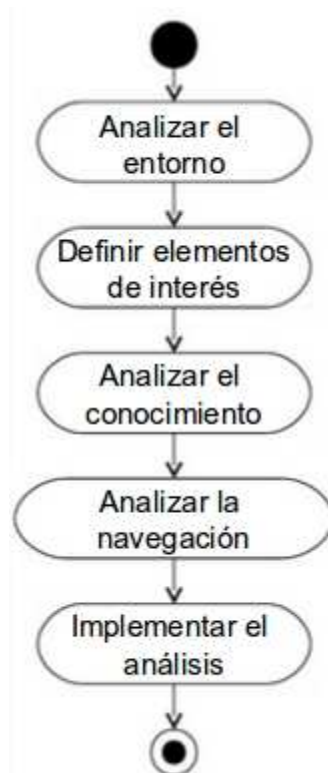 Analizar el
entorno
Definir elementos
de interés
Analizar el
conocimiento
Analizar la
navegación
Implementar el
análisis